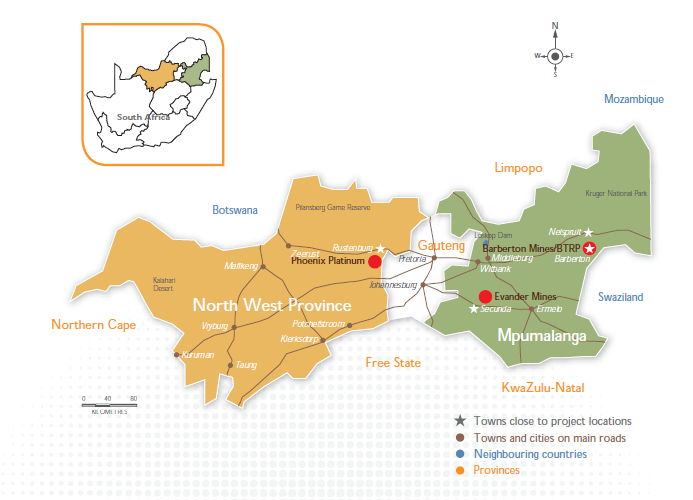 N
W
E
S
South Africa
Mozambique
Limpopo
Kruger National Park
Botswana
Pilansberg Game Reserve
Loskop Dam
Nelspruit
Gauteng
Barberton Mines/BTRP
Zeerust
Rustenburg
Pretoria
Middleburg
Barberton
Phoenix Platinum
Mafikeng
Witbank
Kalahari
Desert
Johannesburg
Evander Mines
Swaziland
North West Province
Secunda
Ermelo
Northern Cape
Vryburg
Potchefstroom
Mpumalanga
Klerksdorp
Kuruman
Free State
Taung
KwaZulu-Natal
0 40 80
KILOMETRES
Towns close to project locations
Towns and cities on main roads
Neighbouring countries
Provinces